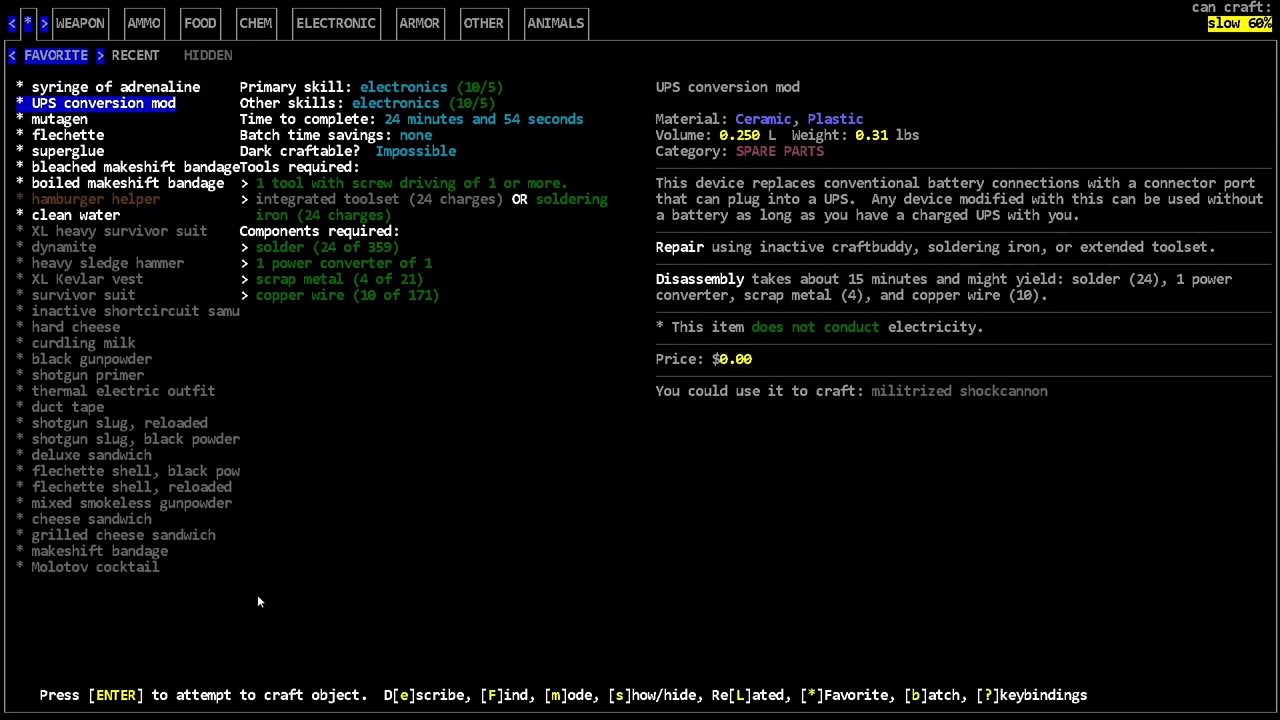 can craft:
< * > WEAPON AMMO FOOD CHEM ELECTRONIC ARMOR OTHER ANIMALS slow 60%
< FAVORITE > RECENT HIDDEN
* syringe of adrenaline Primary skill: electronics (10/5) UPS conversion mod
* UPS conversion mod Other skills: electronics (10/5)
* mutagen Time to complete: 24 minutes and 54 seconds Material: Ceramic, Plastic
* flechette Batch time savings: none Volume: 0.250 L Weight: 0.31 lbs
* superglue Dark craftable? Impossible Category: SPARE PARTS
* bleached makeshift bandageTools required:
* boiled makeshift bandage > 1 tool with screw driving of 1 or more. This device replaces conventional battery connections with a connector port
* hamburger helper > integrated toolset (24 charges) OR soldering that can plug into a UPS. Any device modified with this can be used without
* clean water iron (24 charges) a battery as long as you have a charged UPS with you.
* XL heavy survivor suit Components required:
* dynamite > solder (24 of 359) Repair using inactive craftbuddy, soldering iron, or extended toolset.
* heavy sledge hammer > 1 power converter of 1
* XL Kevlar vest > scrap metal (4 of 21) Disassembly takes about 15 minutes and might yield: solder (24), 1 power
* survivor suit > copper wire (10 of 171) converter, scrap metal (4), and copper wire (10).
* inactive shortcircuit samu
* hard cheese * This item does not conduct electricity.
* curdling milk
* black gunpowder Price: $0.00
* shotgun primer
* thermal electric outfit You could use it to craft: militrized shockcannon
* duct tape
* shotgun slug, reloaded
* shotgun slug, black powder
* deluxe sandwich
* flechette shell, black pow
* flechette shell, reloaded
* mixed smokeless gunpowder
* cheese sandwich
* grilled cheese sandwich
* makeshift bandage
* Molotov cocktail
Press [ENTER] to attempt to craft object. D[e]scribe, [F]ind, [m]ode, [s]how/hide, Re[L]ated, [*]Favorite, [b]atch, [?]keybindings